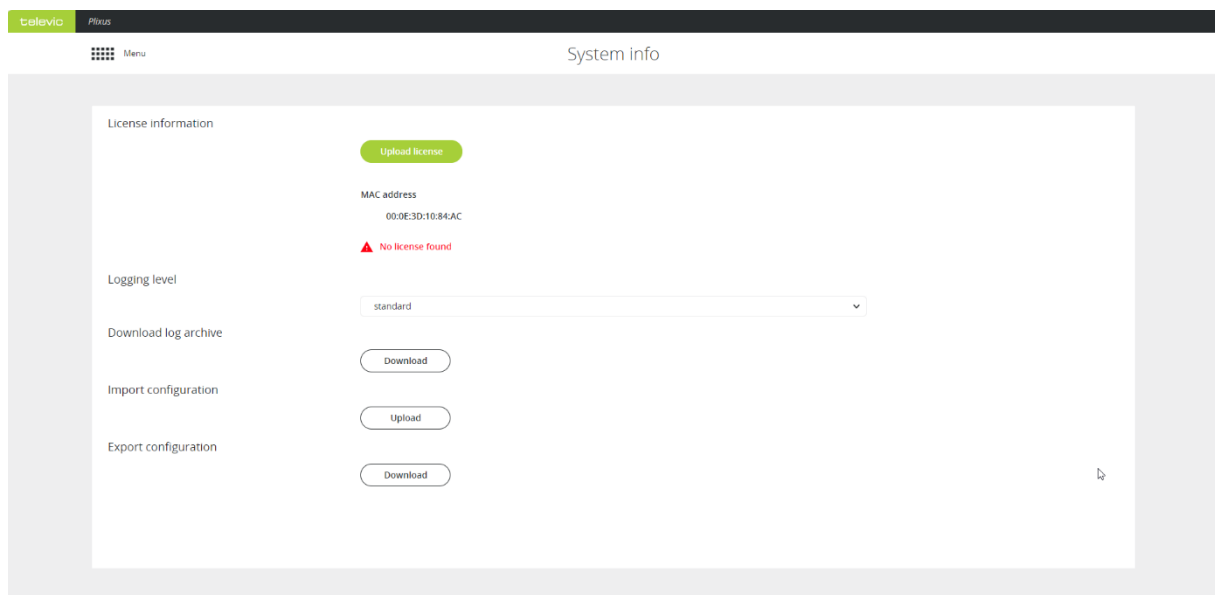 televic Plixus
Menu System info
License information
Upload license
MAC address
00:0E:3D:10:84:AC
No license found
Logging level
standard
Download log archive
Download
Import configuration
Upload
Export configuration
Download